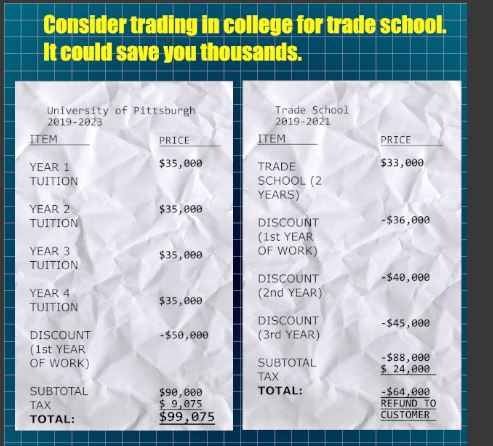 Consider trading in college for trade school.
It could save you thousands.
University of Pittsburgh
2019-2023
ITEM PRICE
YEAR 1 $35,000
TUITION
YEAR 2 $35,000
TUITION
YEAR 3 $35,000
TUITION
YEAR 4 $35,000
TUITION
DISCOUNT -$50,000
(1st YEAR
OF WORK)
SUBTOTAL $90,000
TAX $ 9,075
TOTAL: $99,075
Trade School
2019-2021
ITEM PRICE
TRADE $33,000
SCHOOL (2
YEARS)
DISCOUNT -$36,000
(1st YEAR
OF WORK)
DISCOUNT -$40,000
(2nd YEAR)
DISCOUNT -$45,000
(3rd YEAR)
SUBTOTAL -$88,000
TAX $ 24,000
TOTAL: -$64,000
REFUND TO
CUSTOMER